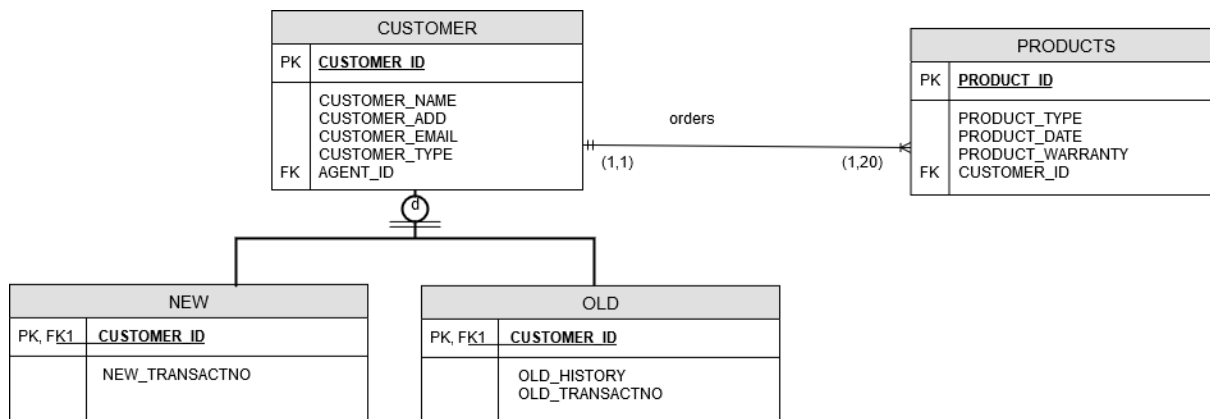 CUSTOMER
PK CUSTOMER_ID
CUSTOMER_NAME
CUSTOMER_ADD
CUSTOMER_EMAIL
CUSTOMER_TYPE
FK AGENT_ID
orders
(1,1) (1,20)
PRODUCTS
PK PRODUCT_ID
PRODUCT_TYPE
PRODUCT_DATE
PRODUCT_WARRANTY
FK CUSTOMER_ID
d
NEW
PK, FK1 CUSTOMER_ID
NEW_TRANSACTNO
OLD
PK, FK1 CUSTOMER_ID
OLD_HISTORY
OLD_TRANSACTNO